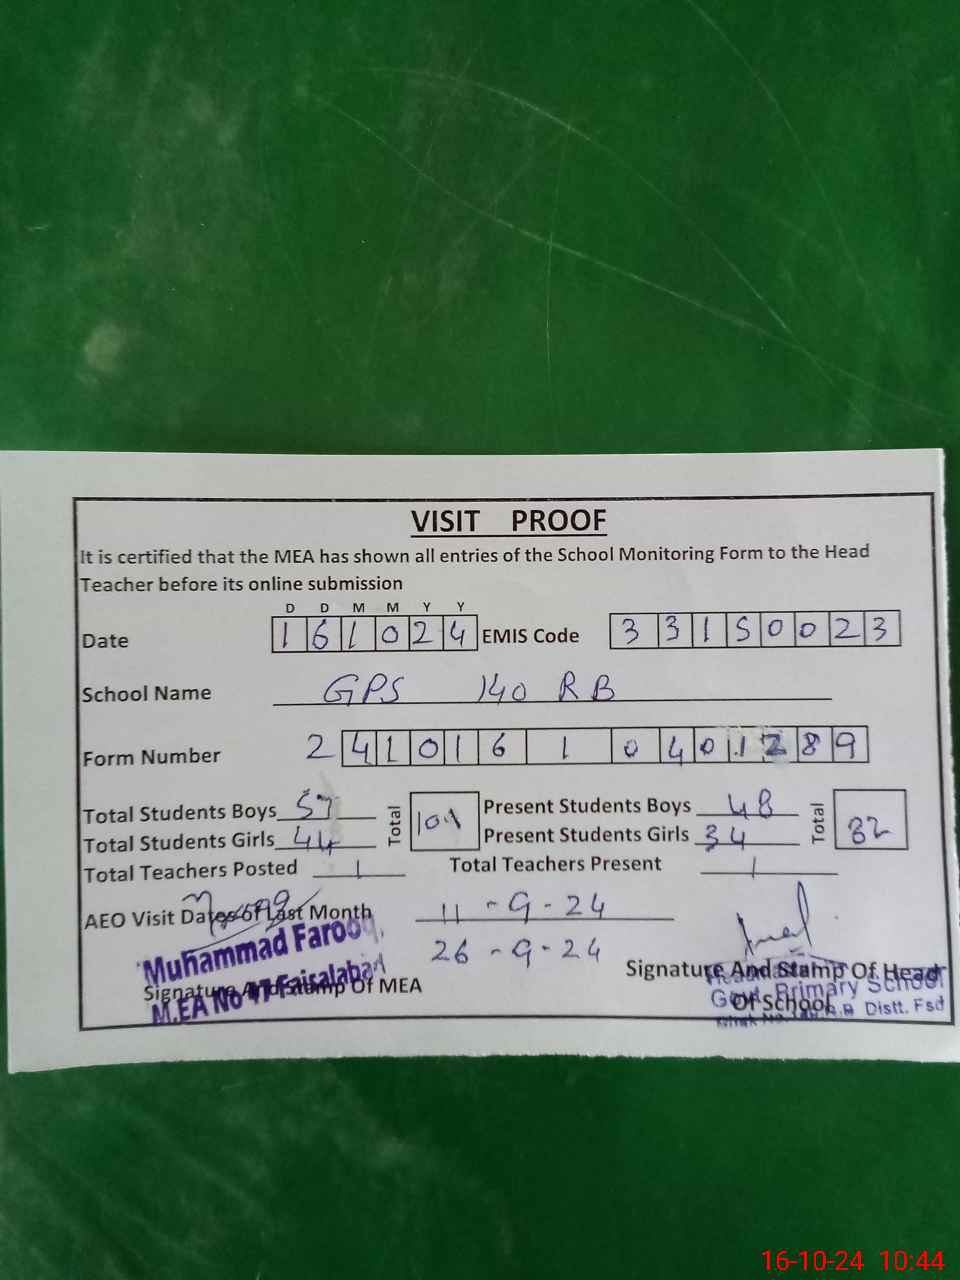 VISIT PROOF
It is certified that the MEA has shown all entries of the School Monitoring Form to the Head
Teacher before its online submission
D D M M Y Y
Date 1 6 1 0 2 4 EMIS Code 3 3 1 5 0 0 2 3
School Name GPS 140 RB
Form Number 2 4 1 0 1 6 1 0 4 0 1 2 8 9
Total Students Boys 57 Total 101 Present Students Boys 48 Total 82
Total Students Girls 44 Present Students Girls 34
Total Teachers Posted 1 Total Teachers Present 1
AEO Visit Dates of Last Month 11-9-24
26-9-24
Muhammad Farooq
Signature And Stamp Of MEA
M.EA No 47 Faisalabad
Signature And Stamp Of Head
Of School
Govt. Primary School
R.B Distt. Fsd
16-10-24 10:44